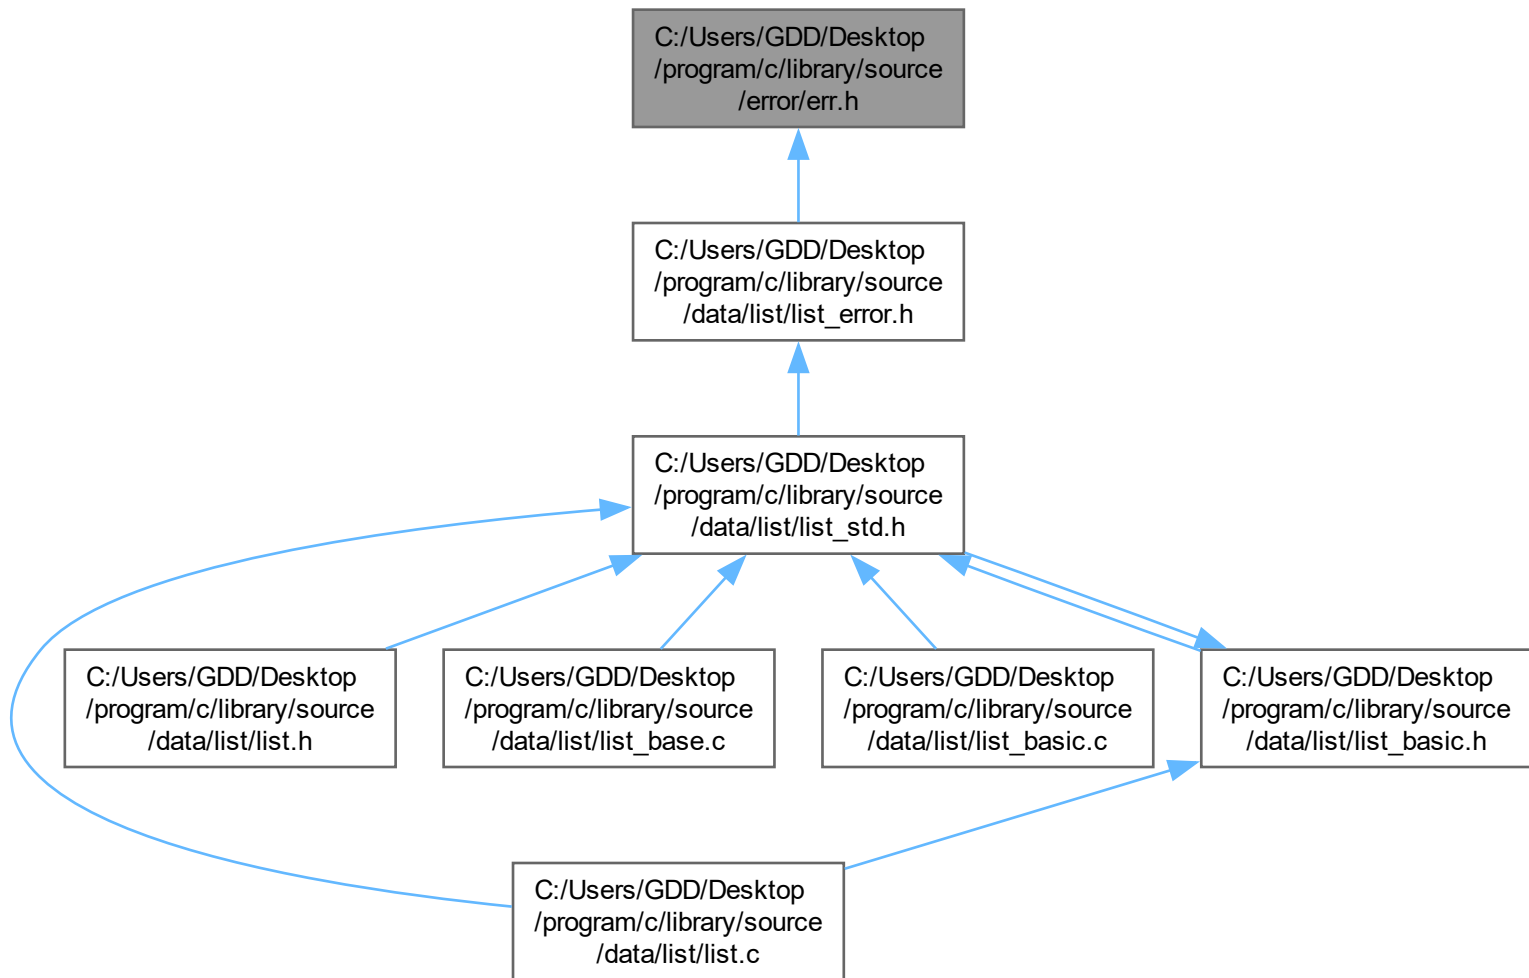 C:/Users/GDD/Desktop
/program/c/library/source
/error/err.h
C:/Users/GDD/Desktop
/program/c/library/source
/data/list/list_error.h
C:/Users/GDD/Desktop
/program/c/library/source
/data/list/list_std.h
C:/Users/GDD/Desktop
/program/c/library/source
/data/list/list.h
C:/Users/GDD/Desktop
/program/c/library/source
/data/list/list_base.c
C:/Users/GDD/Desktop
/program/c/library/source
/data/list/list_basic.c
C:/Users/GDD/Desktop
/program/c/library/source
/data/list/list_basic.h
C:/Users/GDD/Desktop
/program/c/library/source
/data/list/list.c